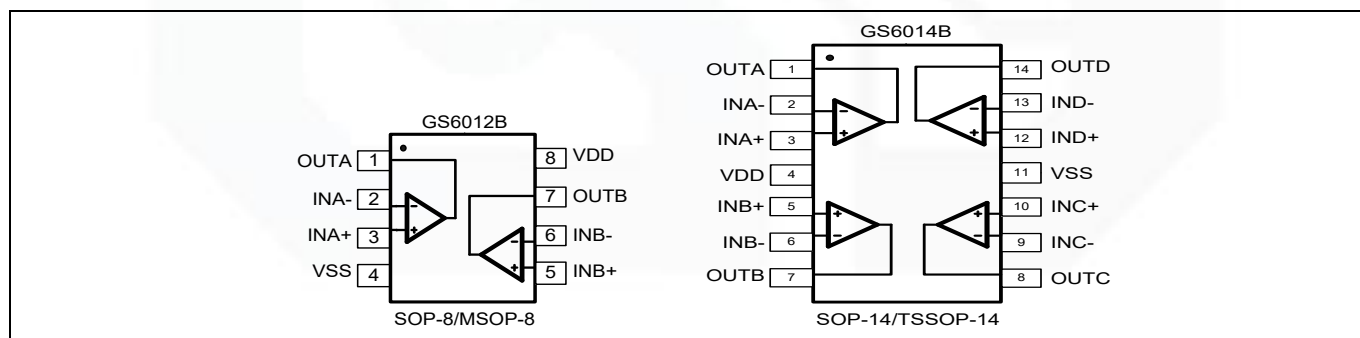 GS6012B
OUTA 1
8 VDD
INA- 2
7 OUTB
INA+ 3
6 INB-
VSS 4
5 INB+
SOP-8/MSOP-8
GS6014B
OUTA 1
14 OUTD
INA- 2
13 IND-
INA+ 3
12 IND+
VDD 4
11 VSS
INB+ 5
10 INC+
INB- 6
9 INC-
OUTB 7
8 OUTC
SOP-14/TSSOP-14